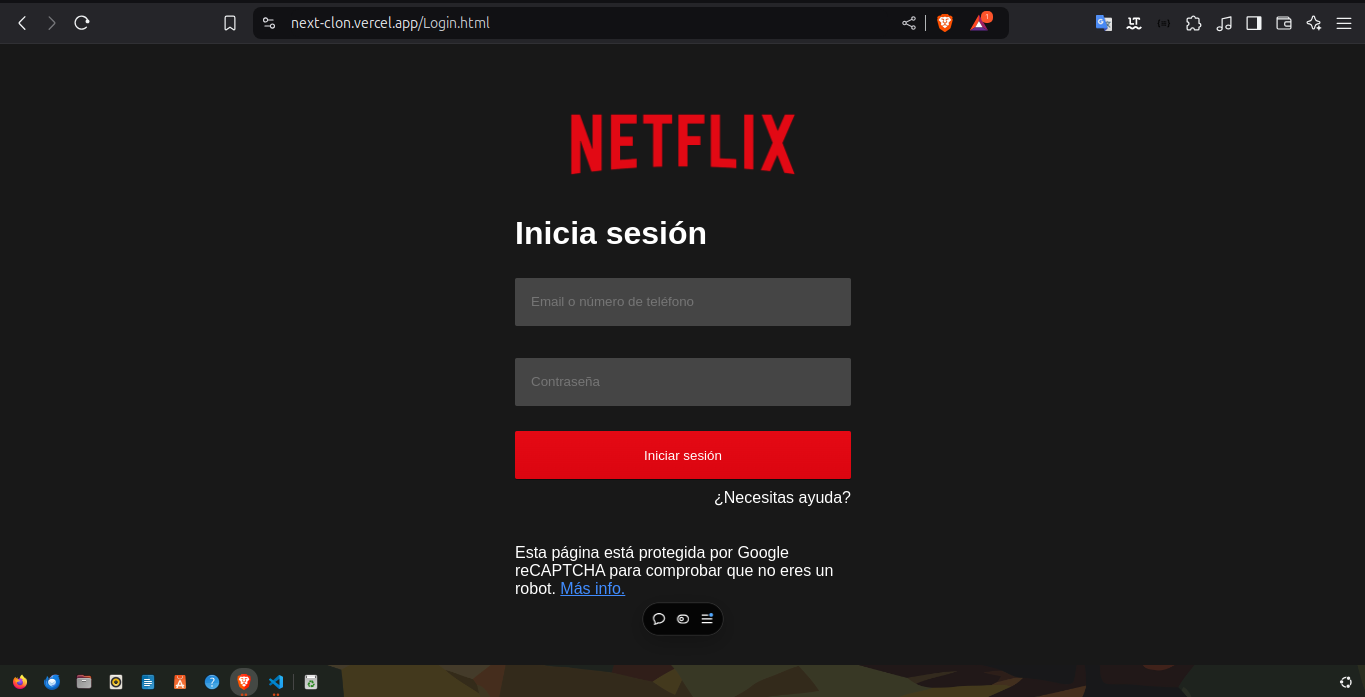 next-clon.vercel.app/Login.html
1
NETFLIX
Inicia sesión
Email o número de teléfono
Contraseña
Iniciar sesión
¿Necesitas ayuda?
Esta página está protegida por Google
reCAPTCHA para comprobar que no eres un
robot. Más info.